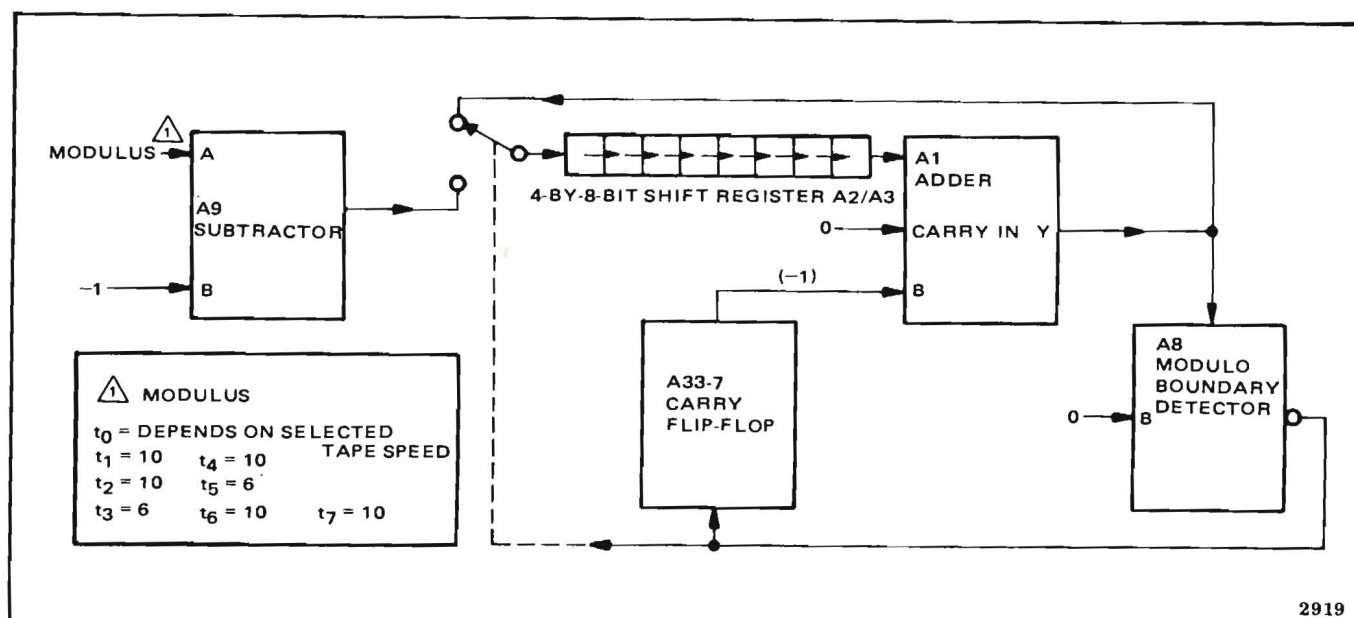 MODULUS
1
A
A9
SUBTRACTOR
-1
B
4-BY-8-BIT SHIFT REGISTER A2/A3
A1
ADDER
0
CARRY IN Y
B
(-1)
A33-7
CARRY
FLIP-FLOP
A8
MODULO
BOUNDARY
DETECTOR
0
B
1 MODULUS
t0 = DEPENDS ON SELECTED
TAPE SPEED
t1 = 10 t4 = 10
t2 = 10 t5 = 6
t3 = 6 t6 = 10 t7 = 10
2919